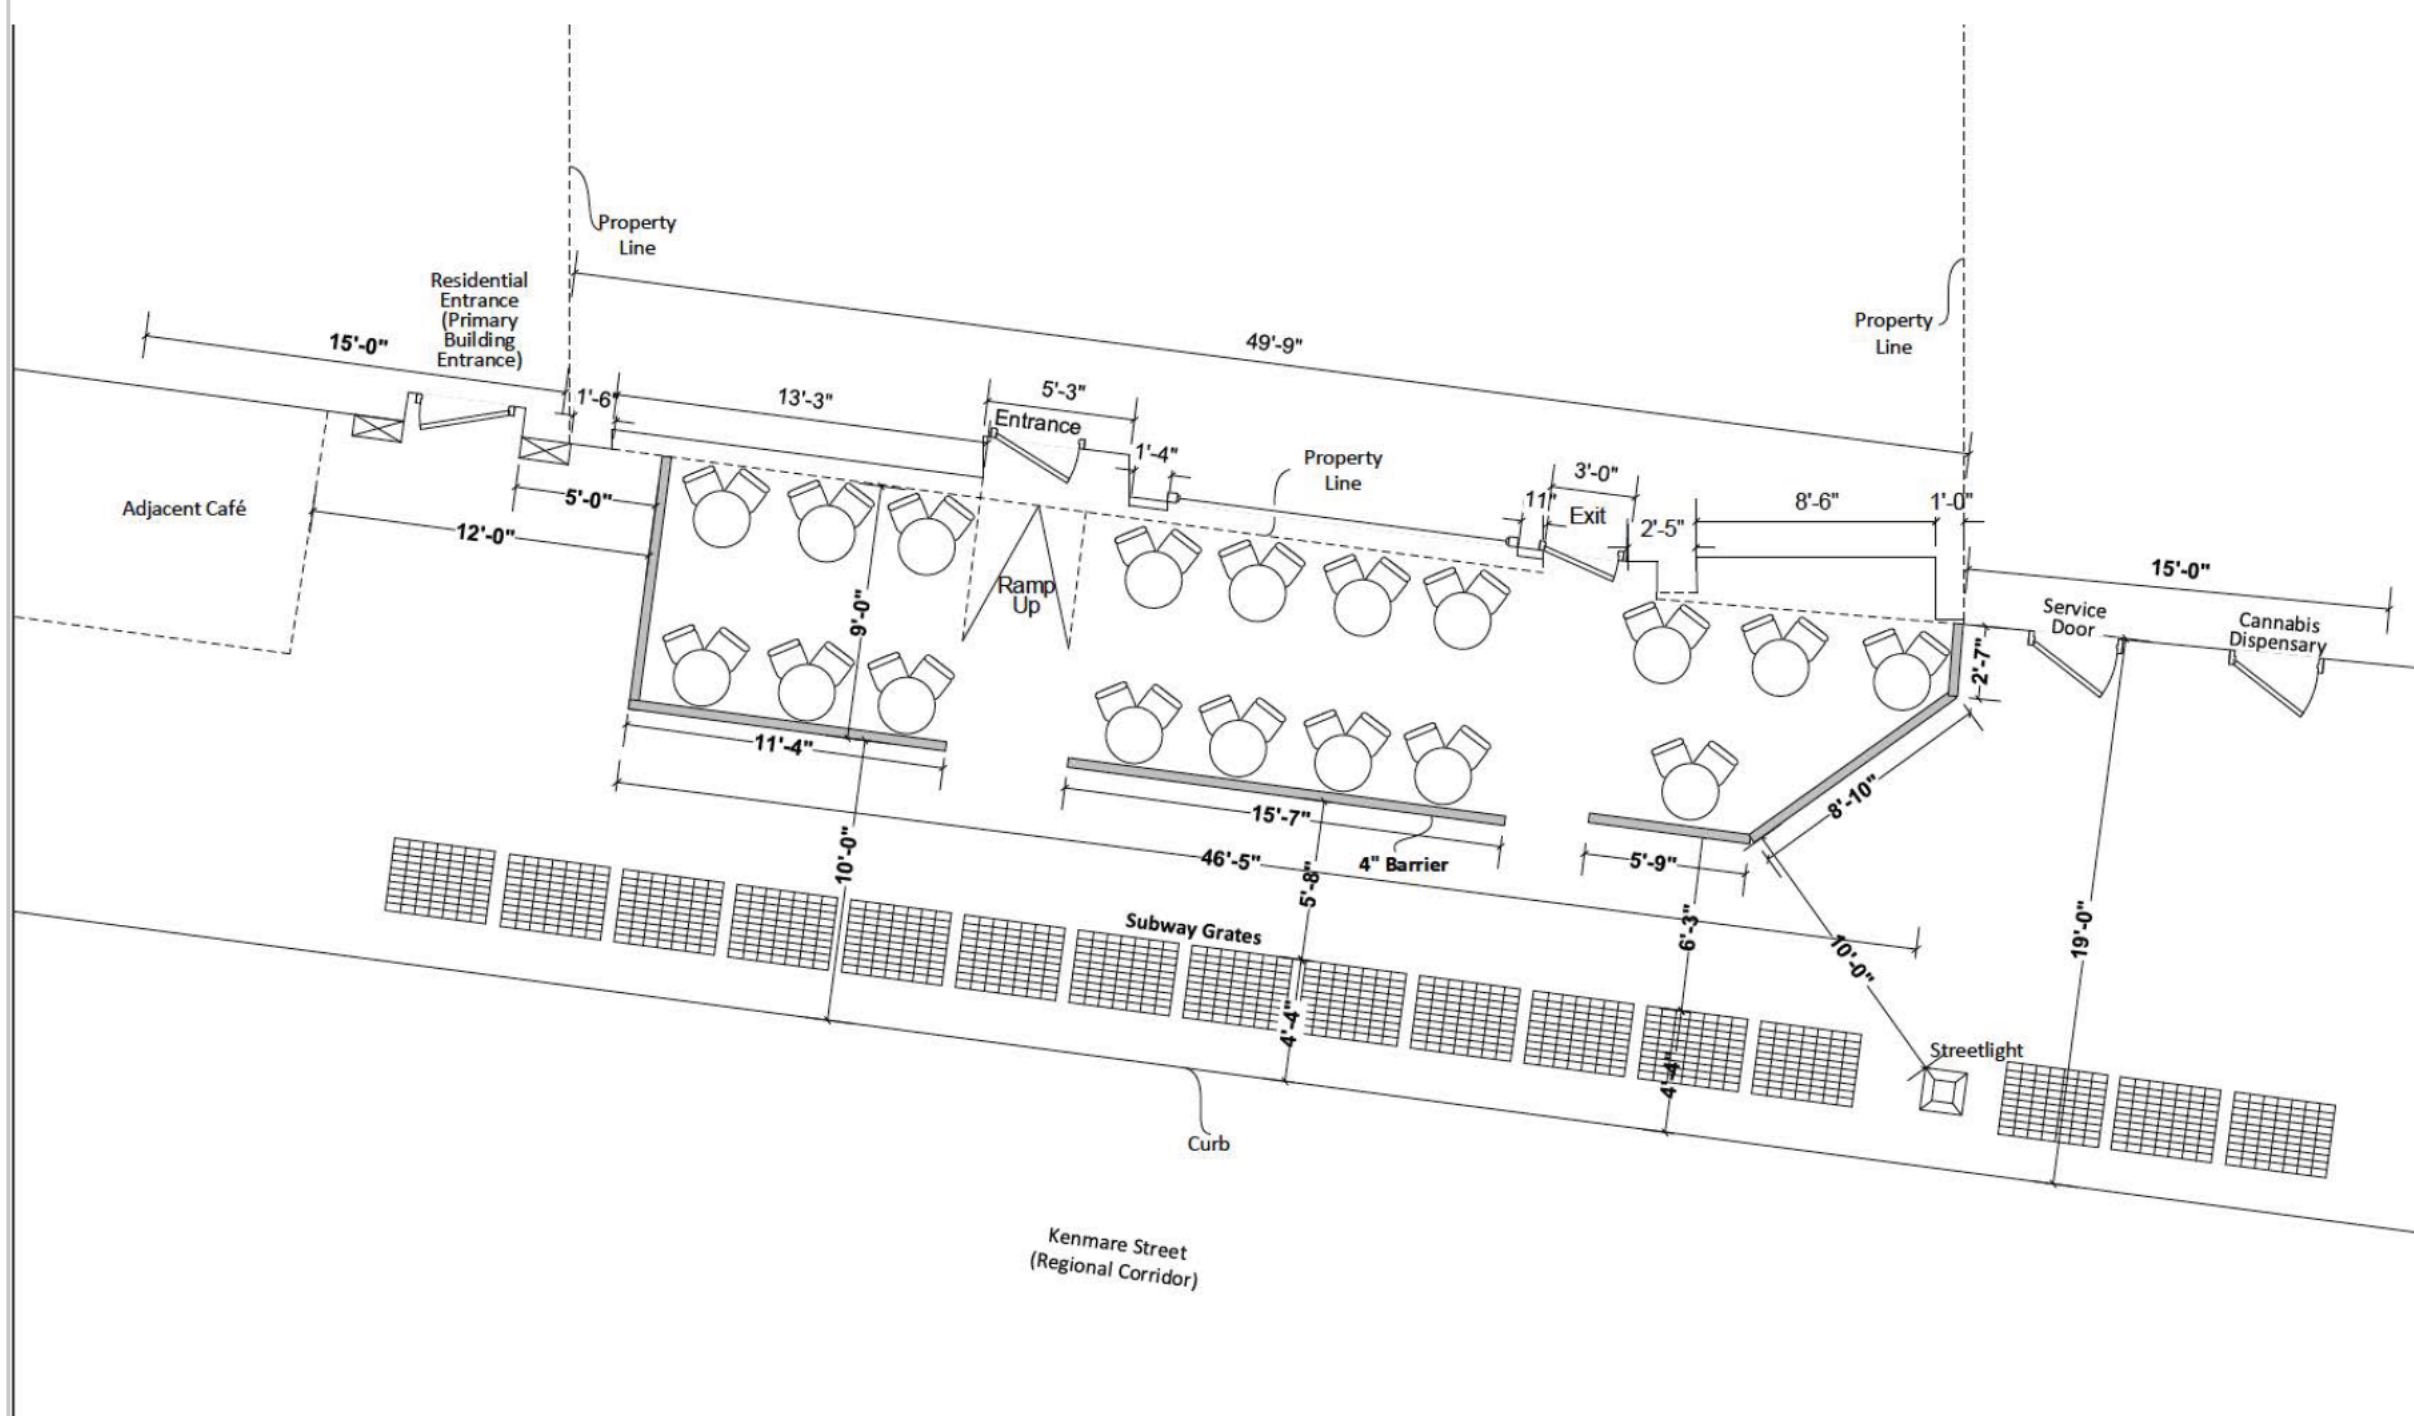 Property
Line
Residential
Entrance
(Primary
Building
Entrance)
Property
Line
49'-9"
15'-0"
1'-6"
13'-3"
5'-3"
Entrance
1'-4"
Property
Line
3'-0"
11"
Exit
2'-5"
8'-6"
1'-0"
15'-0"
Adjacent Café
5'-0"
12'-0"
9'-0"
Ramp
Up
Service
Door
Cannabis
Dispensary
2'-7"
11'-4"
15'-7"
8'-10"
10'-0"
46'-5"
5'-8"
4" Barrier
5'-9"
Subway Grates
6'-3"
10'-0"
19'-0"
4'-4"
4'-4"
Streetlight
Curb
Kenmare Street
(Regional Corridor)